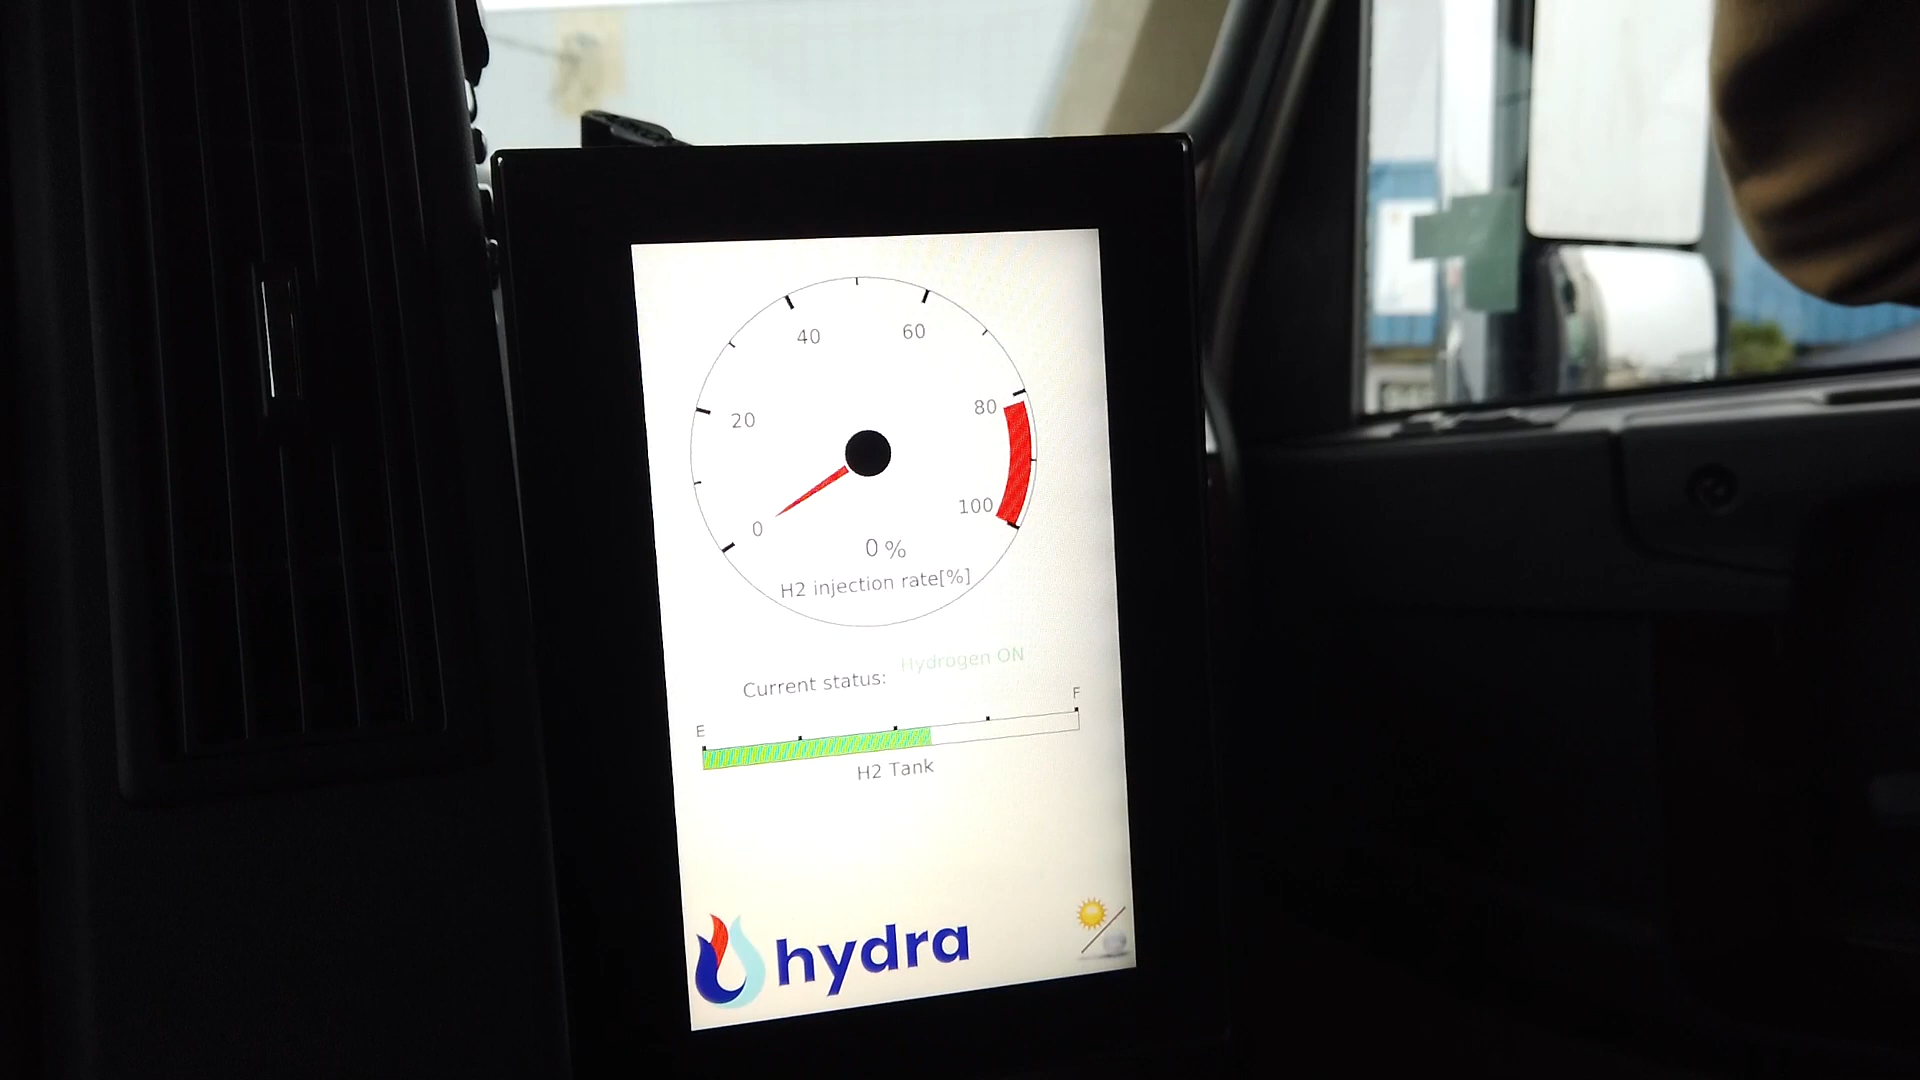 40 60
20 80
0 100
0 %
H2 injection rate[%]
Current status: Hydrogen ON
E F
H2 Tank
hydra